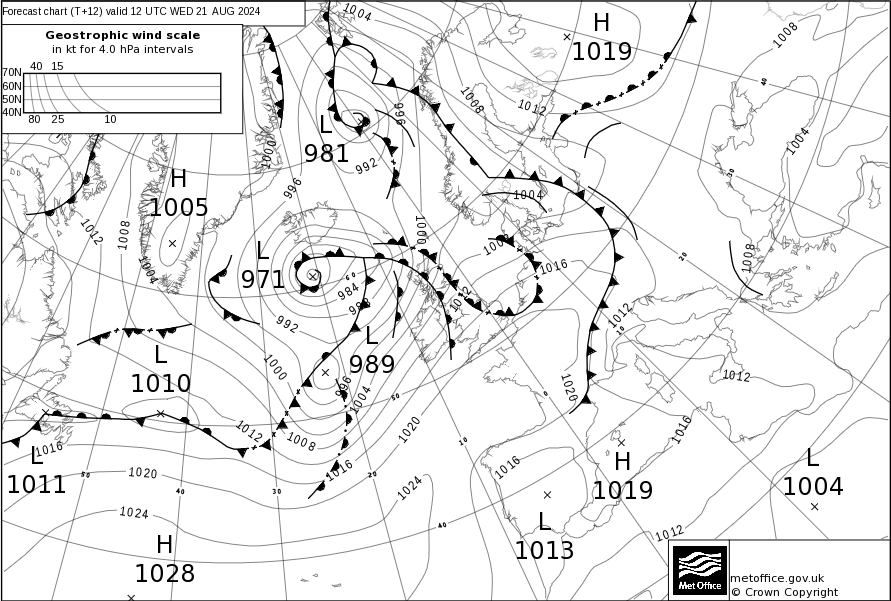 Forecast chart (T+12) valid 12 UTC WED 21 AUG 2024
Geostrophic wind scale
in kt for 4.0 hPa intervals
40 15
70N
60N
50N
40N
80 25 10
1004
H
1019
1008
40
1008
996
1012
L
981
1004
1000
992
30
H
1005
996
1004
1012
1008
1000
1008
20
1008
L
971
1004
1016
60
984
988
1012
1012
992
10
L
989
L
1010
1000
996
1004
1012
1020
50
0
1020
1016
1012
1008
10
1016
L
1011
1016
1020
50
40
30
20
1024
1016
H
1019
L
1004
1024
40
L
1013
1012
H
1028
Met Office
metoffice.gov.uk
© Crown Copyright